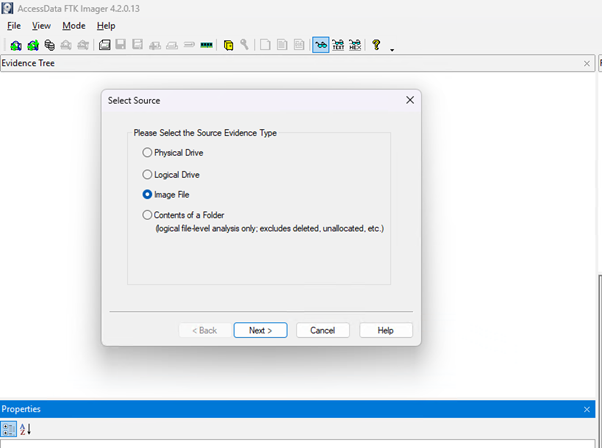 AccessData FTK Imager 4.2.0.13
File View Mode Help
Evidence Tree
Select Source
Please Select the Source Evidence Type
Physical Drive
Logical Drive
Image File
Contents of a Folder
(logical file-level analysis only; excludes deleted, unallocated, etc.)
< Back Next > Cancel Help
Properties